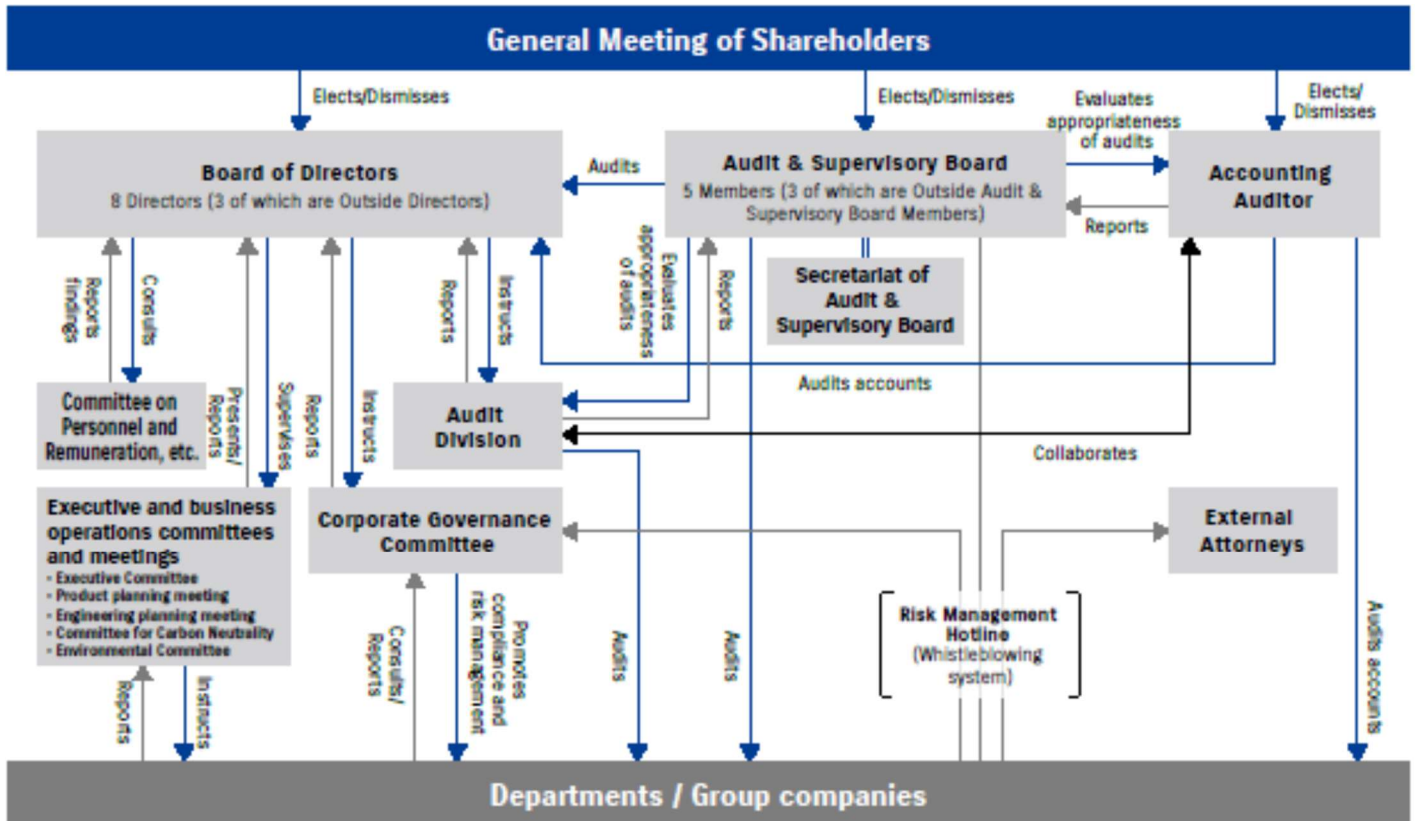 General Meeting of Shareholders
Elects/Dismisses
Elects/Dismisses
Evaluates
appropriateness
of audits
Elects/
Dismisses
Board of Directors
8 Directors (3 of which are Outside Directors)
Audits
Audit & Supervisory Board
5 Members (3 of which are Outside Audit &
Supervisory Board Members)
Accounting
Auditor
Reports
Reports
findings
Consults
Presents/
Reports
Supervises
Reports
Instructs
Reports
Instructs
Evaluates
appropriateness
of audits
Reports
Secretariat of
Audit &
Supervisory Board
Audits accounts
Committee on
Personnel and
Remuneration, etc.
Audit
Division
Collaborates
Executive and business
operations committees
and meetings
- Executive Committee
- Product planning meeting
- Engineering planning meeting
- Committee for Carbon Neutrality
- Environmental Committee
Corporate Governance
Committee
External
Attorneys
Risk Management
Hotline
(Whistleblowing
system)
Reports
Instructs
Consults/
Reports
Promotes
compliance and
risk management
Audits
Audits
Audits accounts
Departments / Group companies